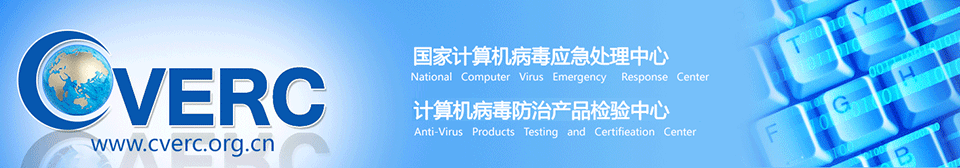 CVERC
www.cverc.org.cn
国家计算机病毒应急处理中心
National Computer Virus Emergency Response Center
计算机病毒防治产品检验中心
Anti-Virus Products Testing and Certifieation Center
T
Y
F
G
H
V
B